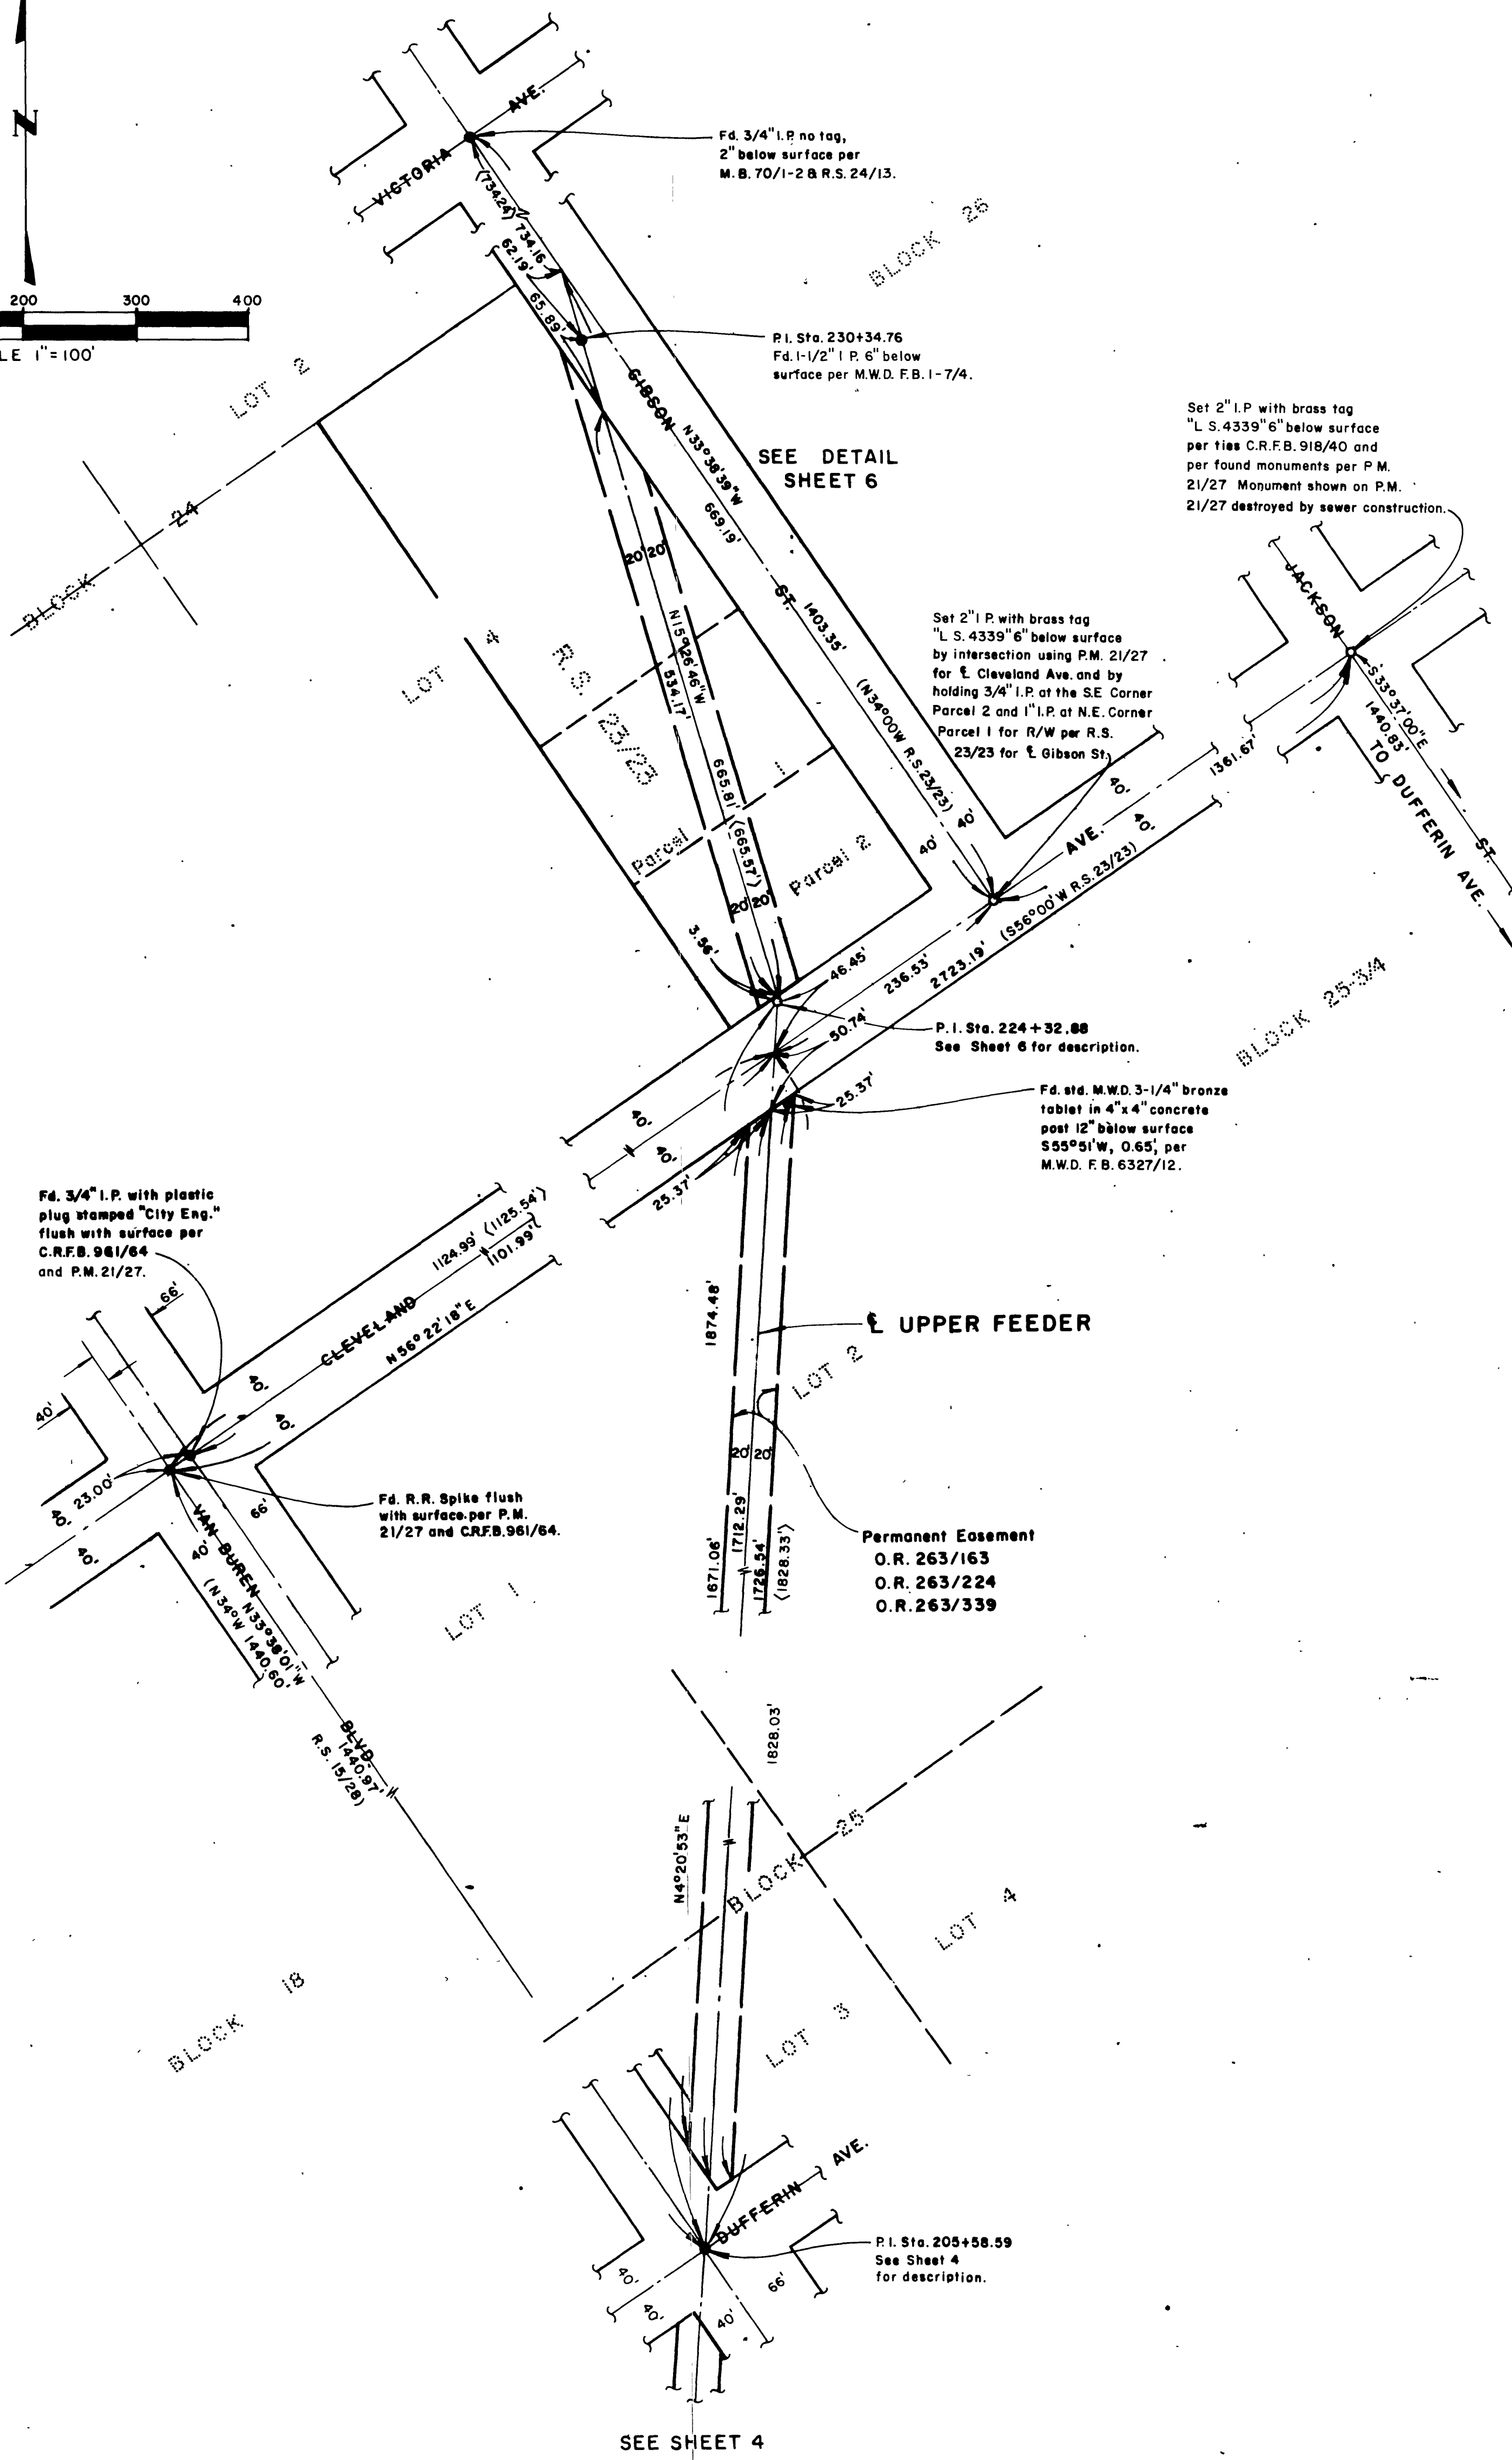 N
200 300 400
LE 1"=100'
VICTORIA AVE.
Fd. 3/4" I.P. no tag,
2" below surface per
M.B. 70/1-2 & R.S. 24/13.
(734.24')
734.16
62.19'
65.89'
BLOCK 26
P.I. Sta. 230+34.76
Fd. 1-1/2" I.P. 6" below
surface per M.W.D. F.B. 1-7/4.
LOT 2
BLOCK 24
GIBSON ST.
N33°38'39"W
669.19'
1403.35'
(N34°00'W R.S.23/23)
SEE DETAIL
SHEET 6
Set 2" I.P. with brass tag
"L.S. 4339" 6" below surface
per ties C.R.F.B. 918/40 and
per found monuments per P.M.
21/27 Monument shown on P.M.
21/27 destroyed by sewer construction.
JACKSON ST.
S33°37'00"E
1440.83'
TO DUFFERIN AVE.
Set 2" I.P. with brass tag
"L.S. 4339" 6" below surface
by intersection using P.M. 21/27
for ℄ Cleveland Ave. and by
holding 3/4" I.P. at the S.E. Corner
Parcel 2 and 1" I.P. at N.E. Corner
Parcel 1 for R/W per R.S.
23/23 for ℄ Gibson St.
20' 20'
N15°26'46"W
534.17'
665.81'
(665.57')
20' 20'
LOT 4
R.S. 23/23
Parcel 1
Parcel 2
3.56'
40' 40'
40'
AVE.
40'
1361.67'
46.45'
236.53'
2723.19' (S56°00'W R.S.23/23)
50.74'
P.I. Sta. 224+32.88
See Sheet 6 for description.
BLOCK 25-3/4
25.37'
Fd. std. M.W.D. 3-1/4" bronze
tablet in 4"x4" concrete
post 12" below surface
S55°51'W, 0.65', per
M.W.D. F.B. 6327/12.
40'
40'
25.37'
Fd. 3/4" I.P. with plastic
plug stamped "City Eng."
flush with surface per
C.R.F.B. 961/64
and P.M. 21/27.
1124.99' (1125.54')
1101.99'
CLEVELAND
N56°22'18"E
66'
40'
40'
40'
23.00'
40'
40'
66'
40'
1874.48'
℄ UPPER FEEDER
LOT 2
Fd. R.R. Spike flush
with surface per P.M.
21/27 and C.R.F.B. 961/64.
20' 20'
1671.06'
1712.29'
1726.54'
(1828.33')
Permanent Easement
O.R. 263/163
O.R. 263/224
O.R. 263/339
VAN BUREN BLVD.
N33°38'01"W
(N34°W 1440.60'
1440.97'
R.S. 15/28)
LOT 1
1828.03'
BLOCK 25
N4°20'53"E
LOT 4
BLOCK 18
LOT 3
DUFFERIN AVE.
P.I. Sta. 205+58.59
See Sheet 4
for description.
40'
66'
40'
40'
SEE SHEET 4